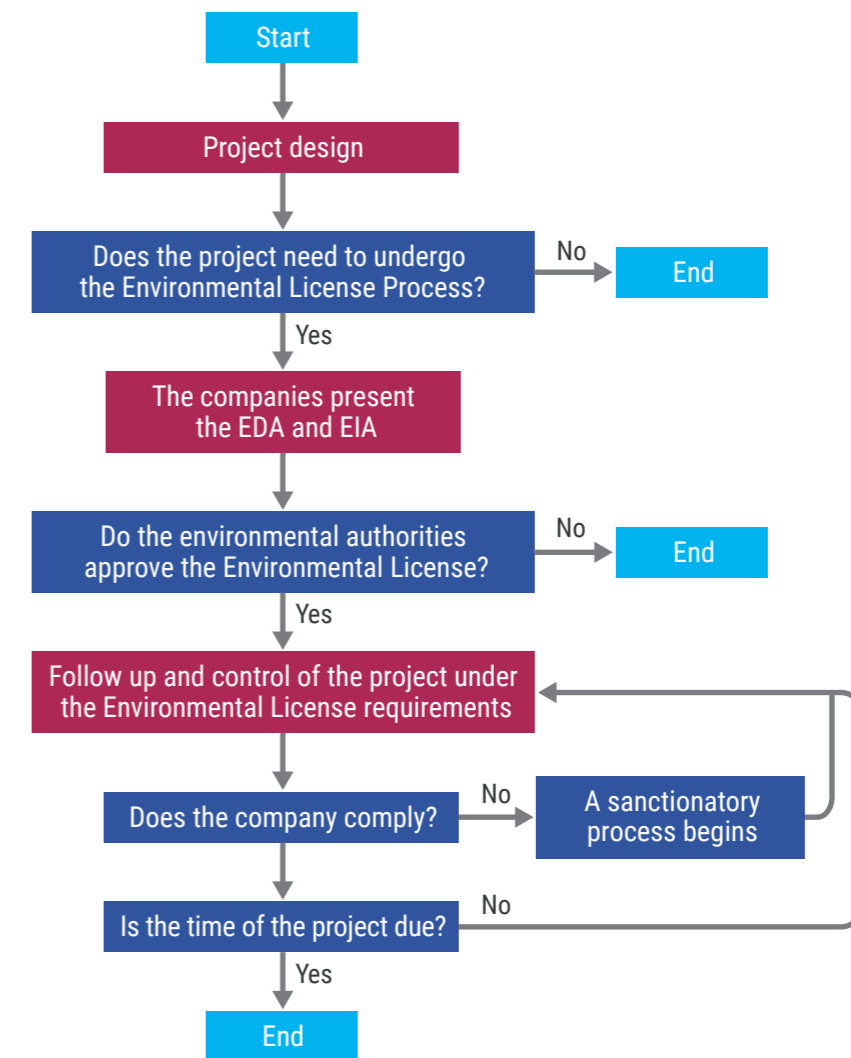 Start
Project design
Does the project need to undergo
the Environmental License Process?
No
End
Yes
The companies present
the EDA and EIA
Do the environmental authorities
approve the Environmental License?
No
End
Yes
Follow up and control of the project under
the Environmental License requirements
Does the company comply?
No
A sanctionatory
process begins
Is the time of the project due?
No
Yes
End